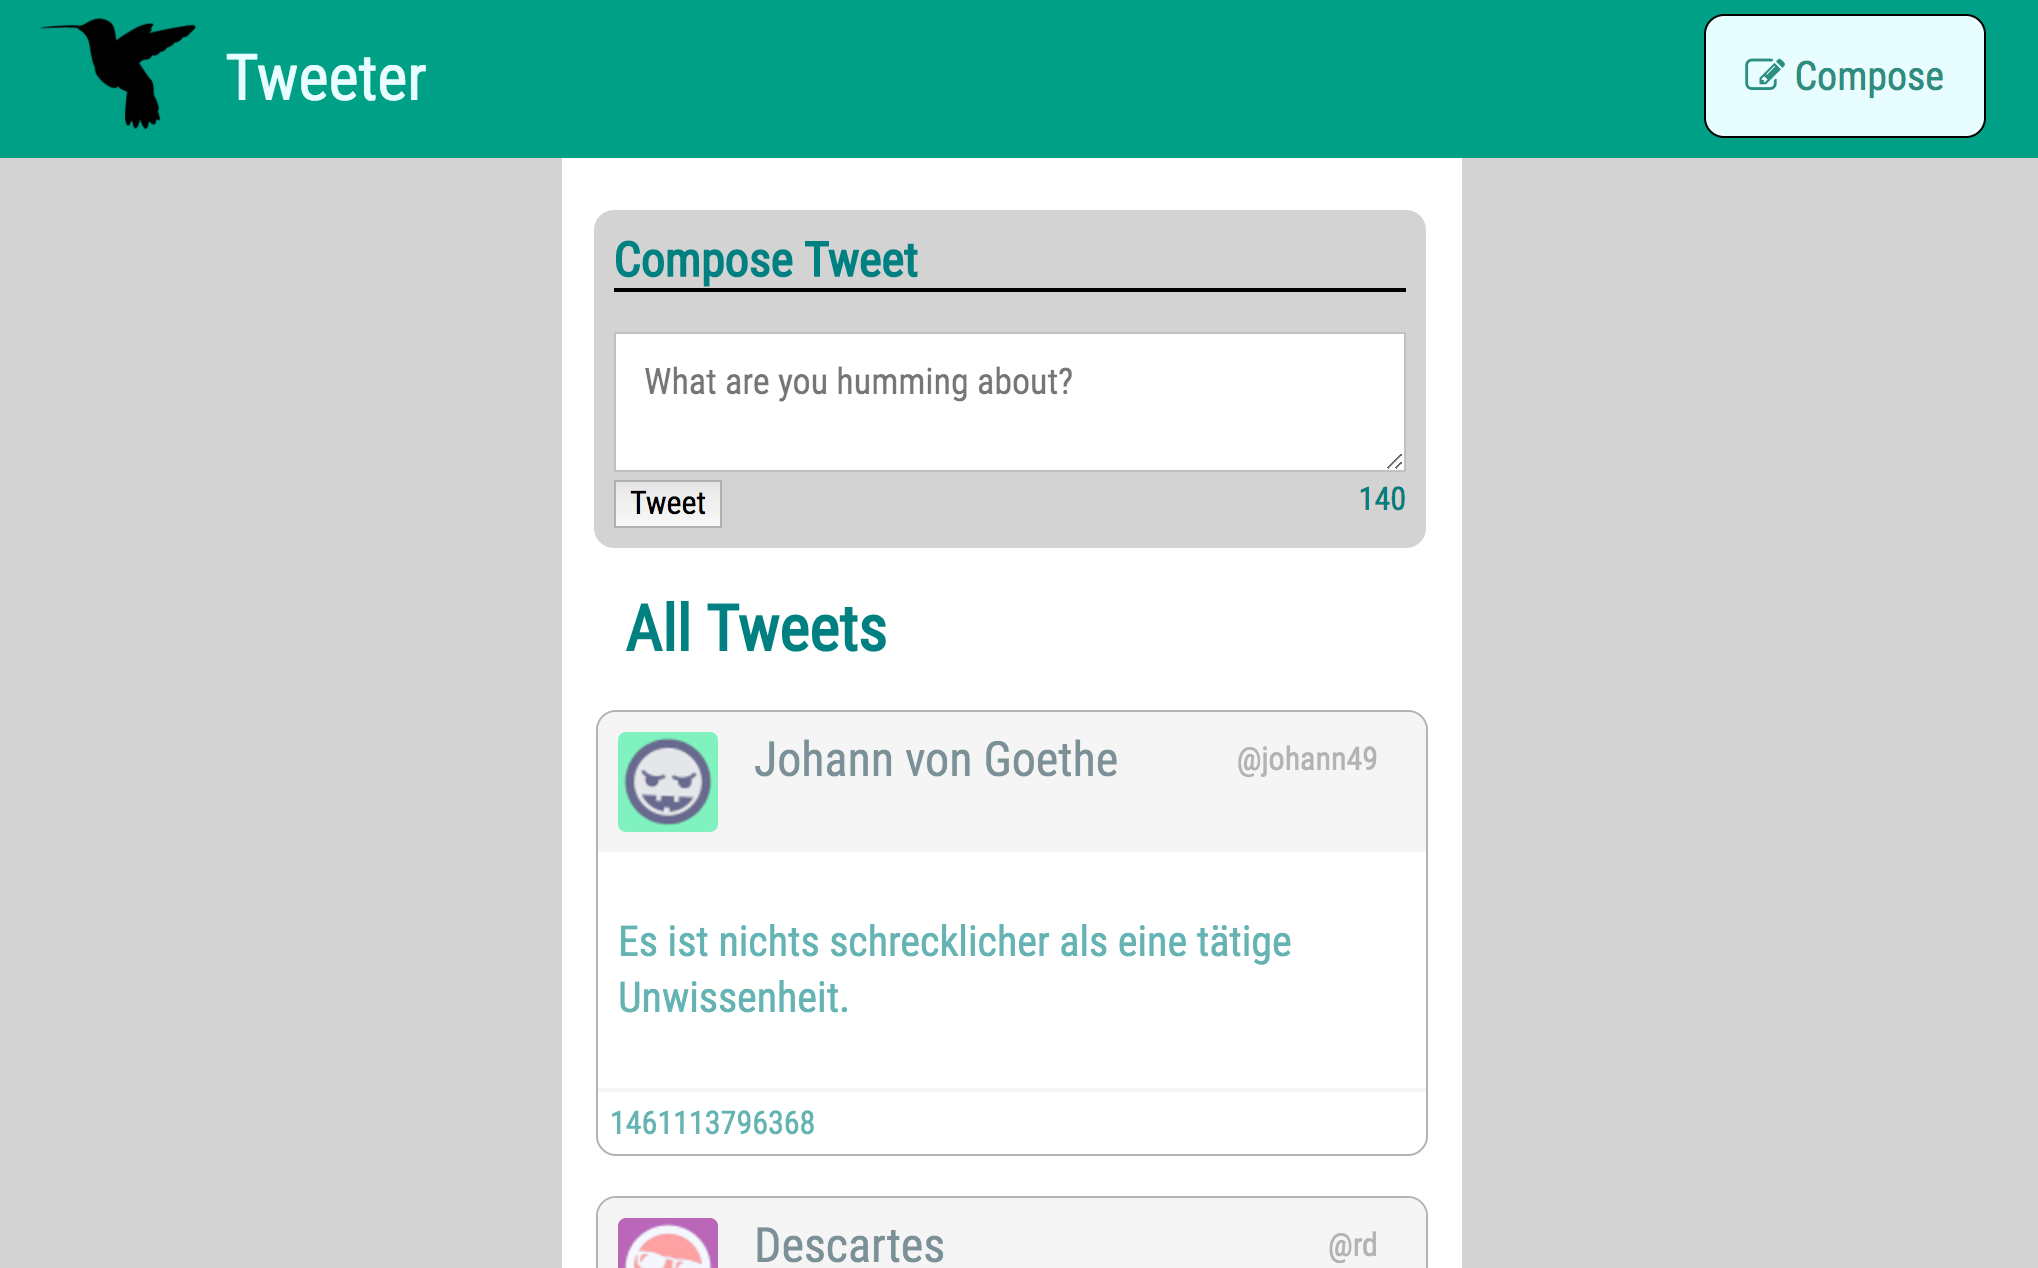 Tweeter
Compose
Compose Tweet
What are you humming about?
Tweet
140
All Tweets
Johann von Goethe
@johann49
Es ist nichts schrecklicher als eine tätige
Unwissenheit.
1461113796368
Descartes
@rd